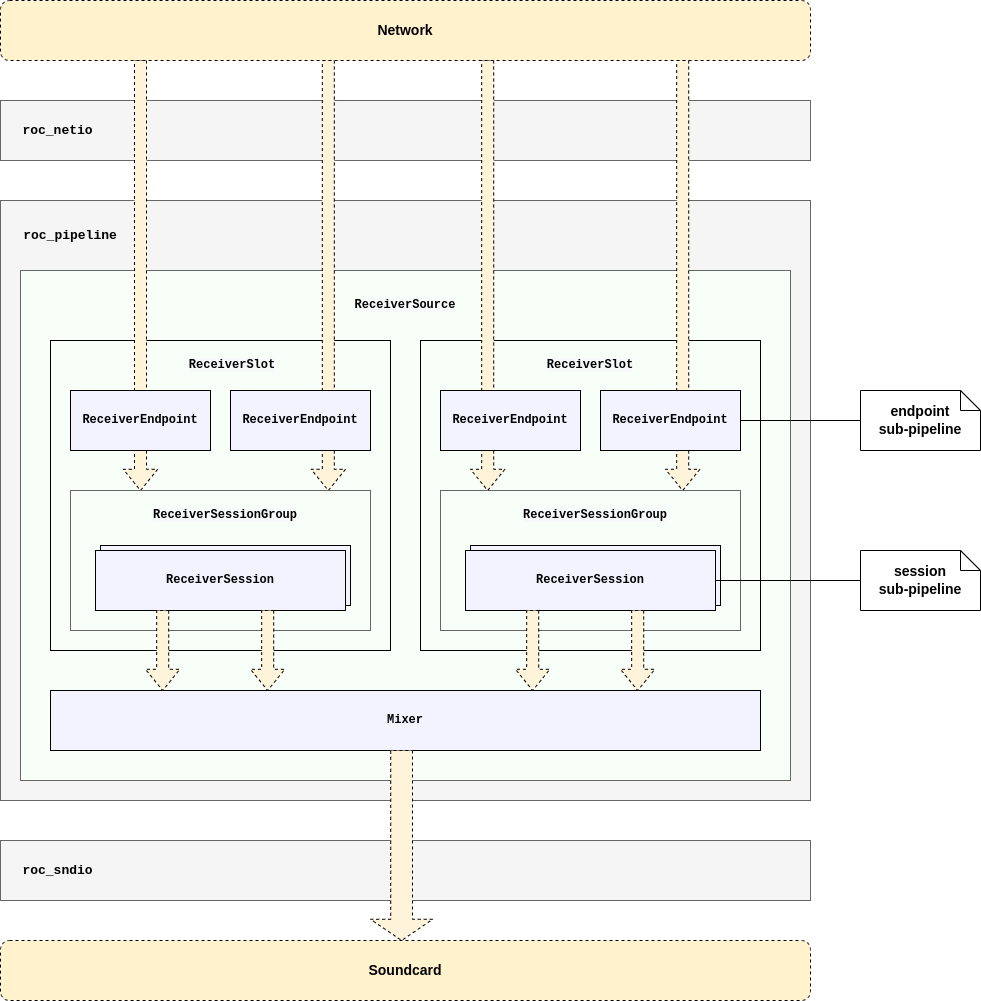 Network
roc_netio
roc_pipeline
ReceiverSource
ReceiverSlot
ReceiverSlot
ReceiverEndpoint
ReceiverEndpoint
ReceiverEndpoint
ReceiverEndpoint
endpoint
sub-pipeline
ReceiverSessionGroup
ReceiverSessionGroup
ReceiverSession
ReceiverSession
session
sub-pipeline
Mixer
roc_sndio
Soundcard